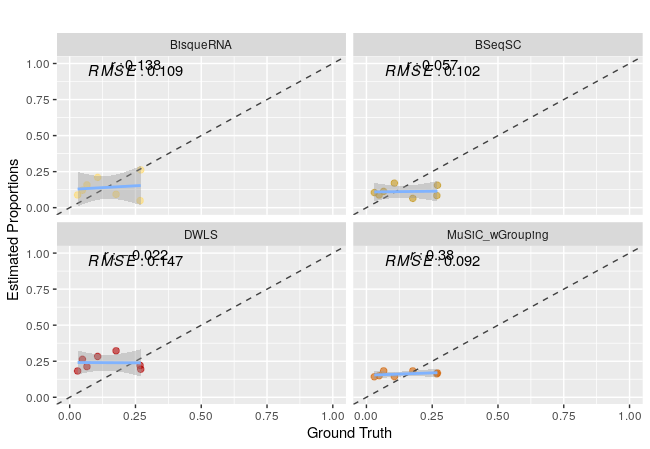 BisqueRNA
BSeqSC
r: 0.138
RMSE: 0.109
r: 0.057
RMSE: 0.102
1.00
0.75
0.50
0.25
0.00
DWLS
MuSiC_wGrouping
r: −0.022
RMSE: 0.147
r: 0.38
RMSE: 0.092
1.00
0.75
0.50
0.25
0.00
Estimated Proportions
0.00 0.25 0.50 0.75 1.00
0.00 0.25 0.50 0.75 1.00
Ground Truth